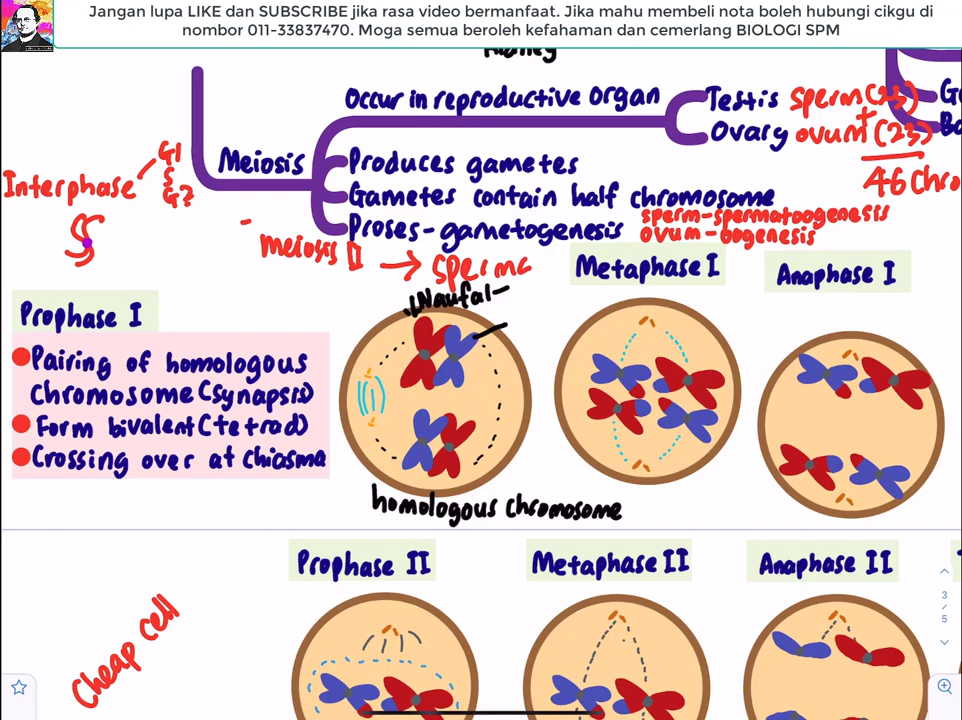 Jangan lupa LIKE dan SUBSCRIBE jika rasa video bermanfaat. Jika mahu membeli nota boleh hubungi cikgu di
nombor 011-33837470. Moga semua beroleh kefahaman dan cemerlang BIOLOGI SPM
Occur in reproductive organ
Testis sperm (23)
+
Ovary ovum (23)
46 Chro
Interphase
G1
S
G2
Meiosis
Produces gametes
Gametes contain half chromosome
Proses-gametogenesis
sperm-spermatoogenesis
ovum-oogenesis
meiosis II → sperma
Naufal
Prophase I
Pairing of homologous
Chromosome (synapsis)
Form bivalent (tetrad)
Crossing over at chiasma
homologous chromosome
Metaphase I
Anaphase I
Prophase II
Metaphase II
Anaphase II
Cheap cell
3
/
5